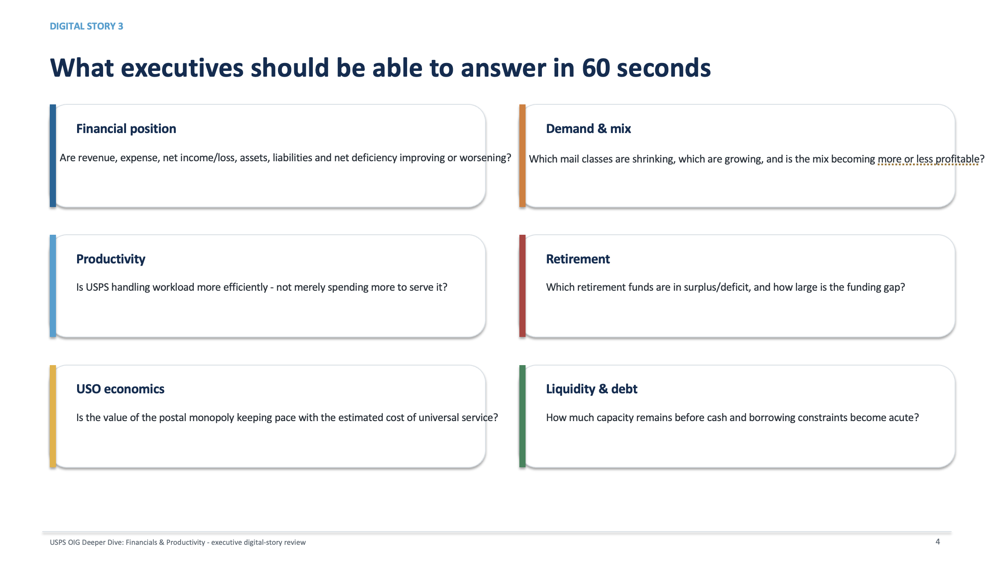 DIGITAL STORY 3
What executives should be able to answer in 60 seconds
Financial position
Are revenue, expense, net income/loss, assets, liabilities and net deficiency improving or worsening?
Demand & mix
Which mail classes are shrinking, which are growing, and is the mix becoming more or less profitable?
Productivity
Is USPS handling workload more efficiently - not merely spending more to serve it?
Retirement
Which retirement funds are in surplus/deficit, and how large is the funding gap?
USO economics
Is the value of the postal monopoly keeping pace with the estimated cost of universal service?
Liquidity & debt
How much capacity remains before cash and borrowing constraints become acute?
USPS OIG Deeper Dive: Financials & Productivity - executive digital-story review
4